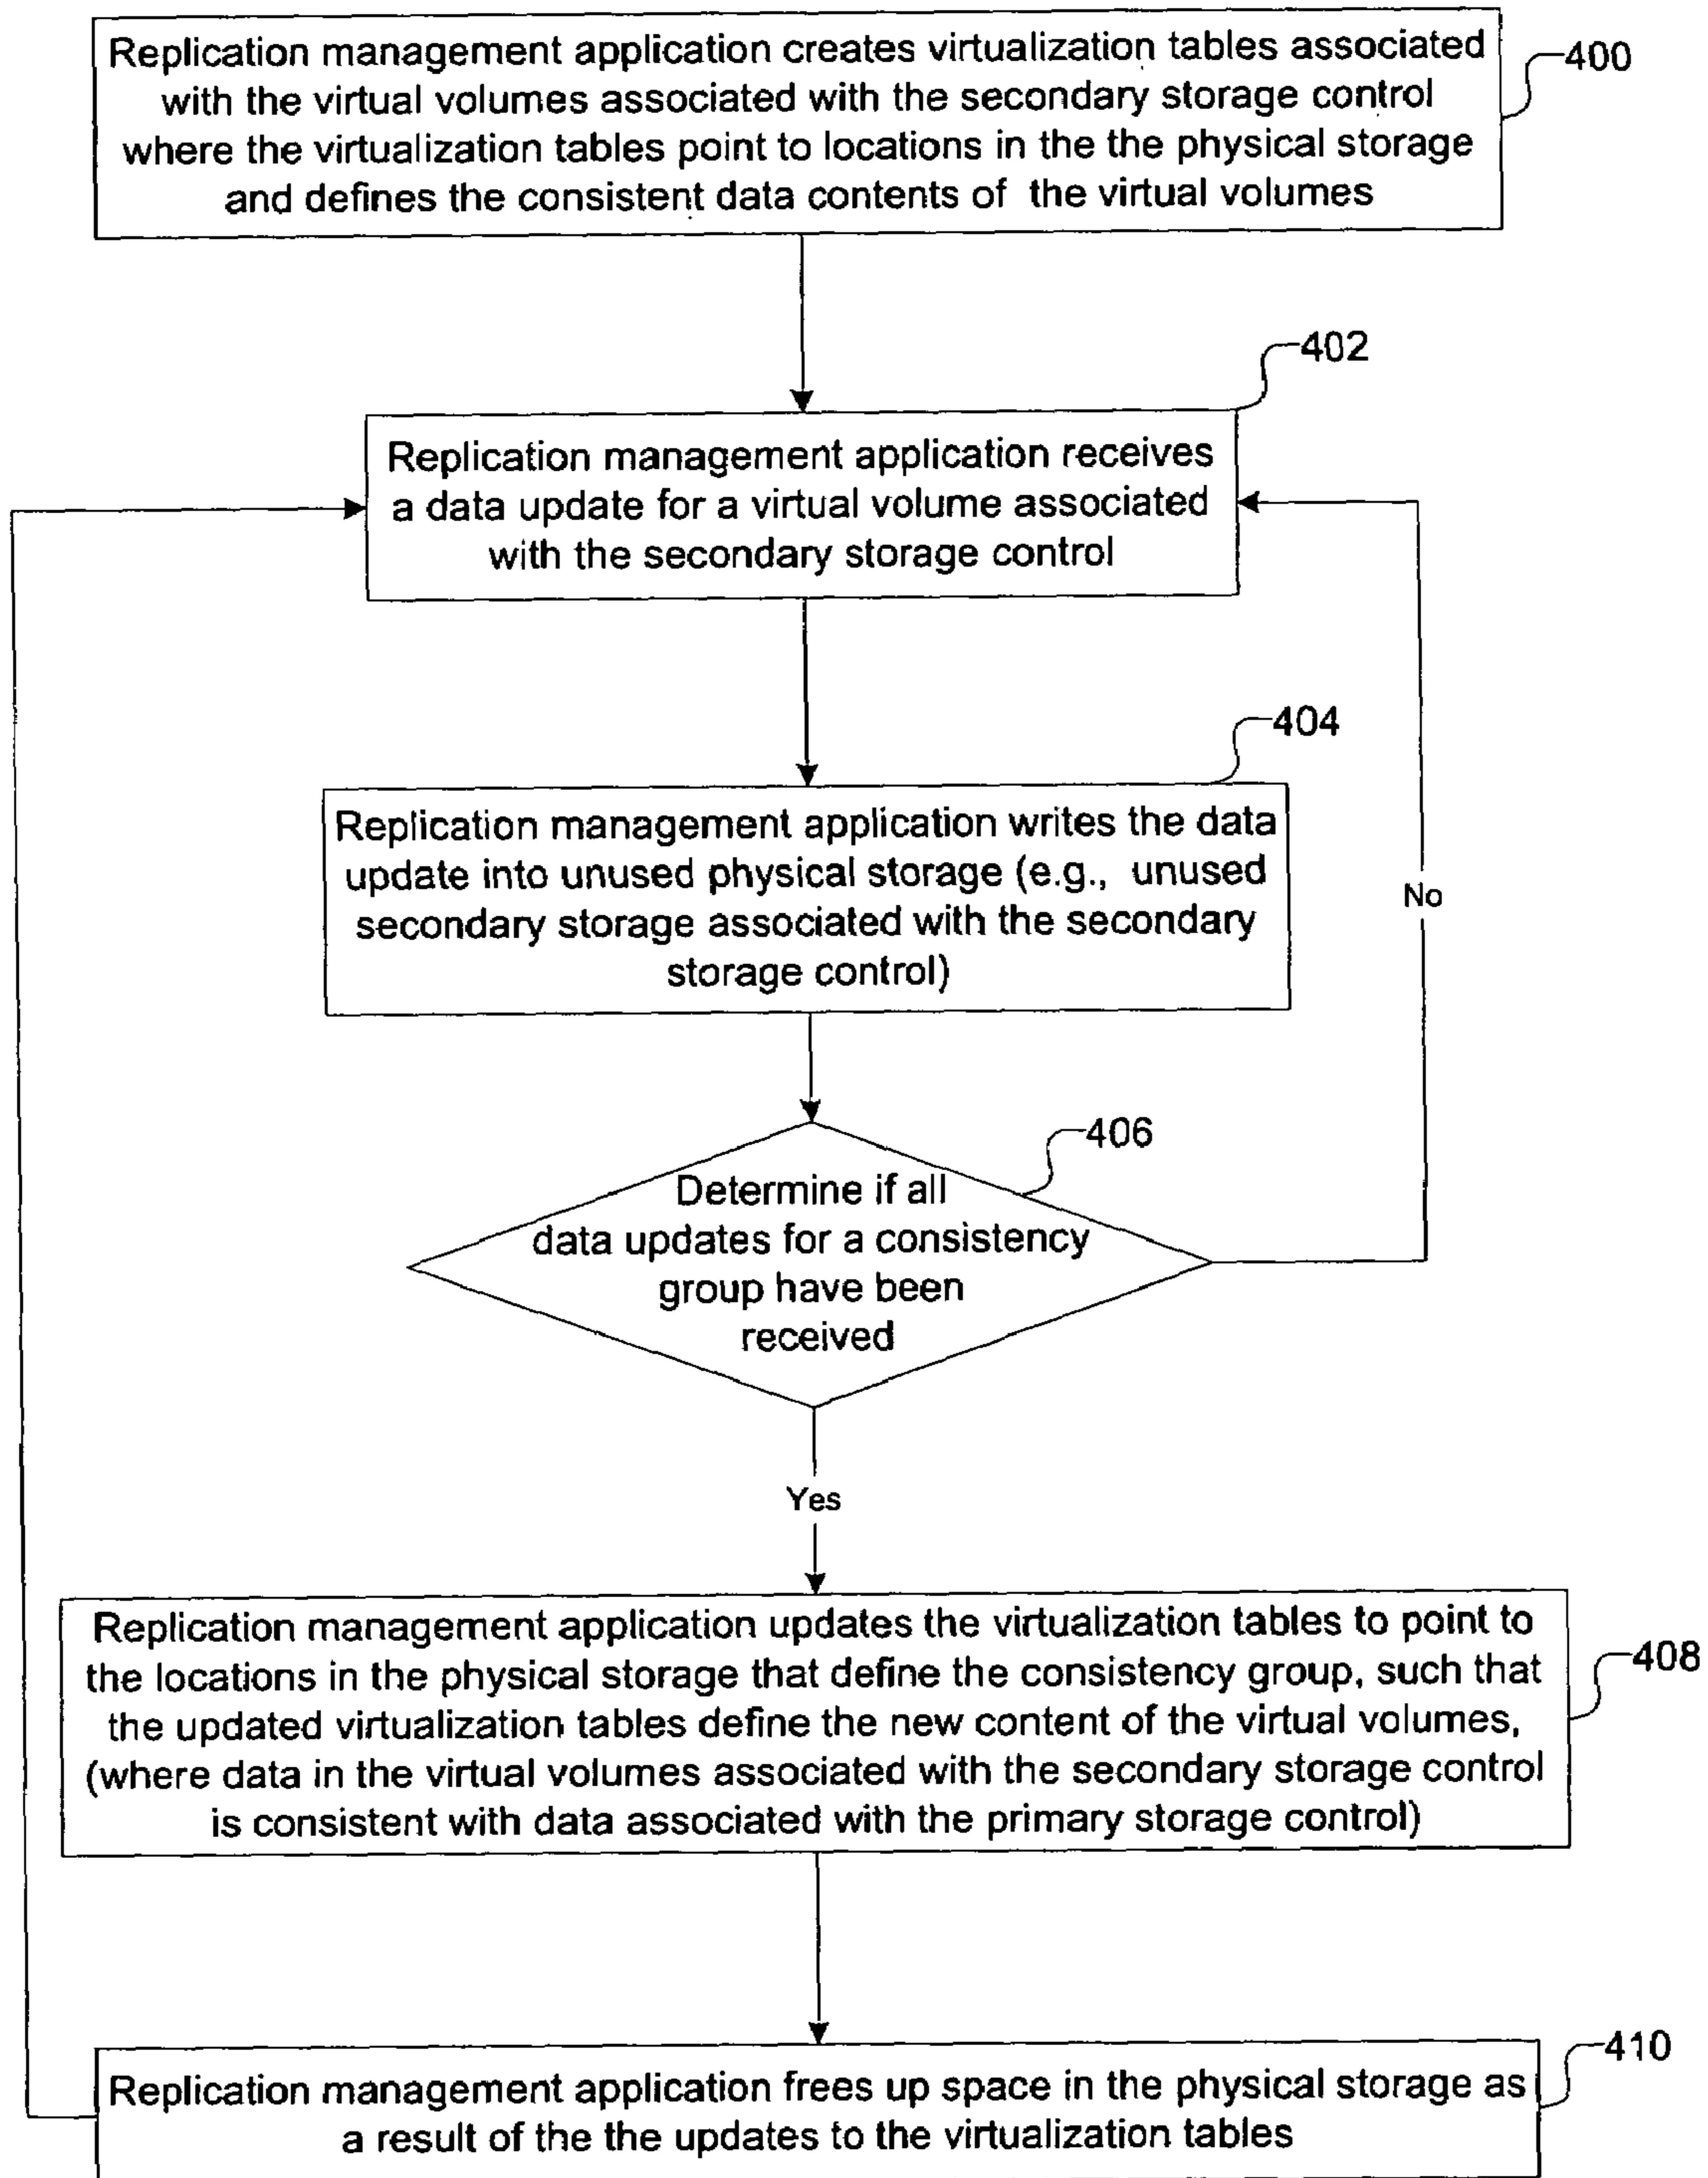 Replication management application creates virtualization tables associated
with the virtual volumes associated with the secondary storage control
where the virtualization tables point to locations in the the physical storage
and defines the consistent data contents of the virtual volumes
400
402
Replication management application receives
a data update for a virtual volume associated
with the secondary storage control
404
Replication management application writes the data
update into unused physical storage (e.g., unused
secondary storage associated with the secondary
storage control)
No
406
Determine if all
data updates for a consistency
group have been
received
Yes
Replication management application updates the virtualization tables to point to
the locations in the physical storage that define the consistency group, such that
the updated virtualization tables define the new content of the virtual volumes,
(where data in the virtual volumes associated with the secondary storage control
is consistent with data associated with the primary storage control)
408
410
Replication management application frees up space in the physical storage as
a result of the the updates to the virtualization tables